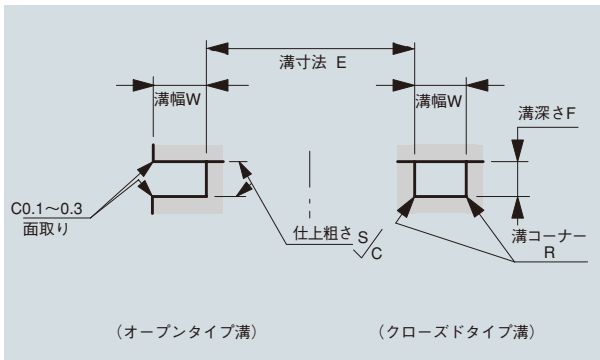 溝寸法 E
溝幅W
溝幅W
溝深さF
C0.1〜0.3
面取り
仕上粗さ S
C
溝コーナー
R
(オープンタイプ溝)
(クローズドタイプ溝)